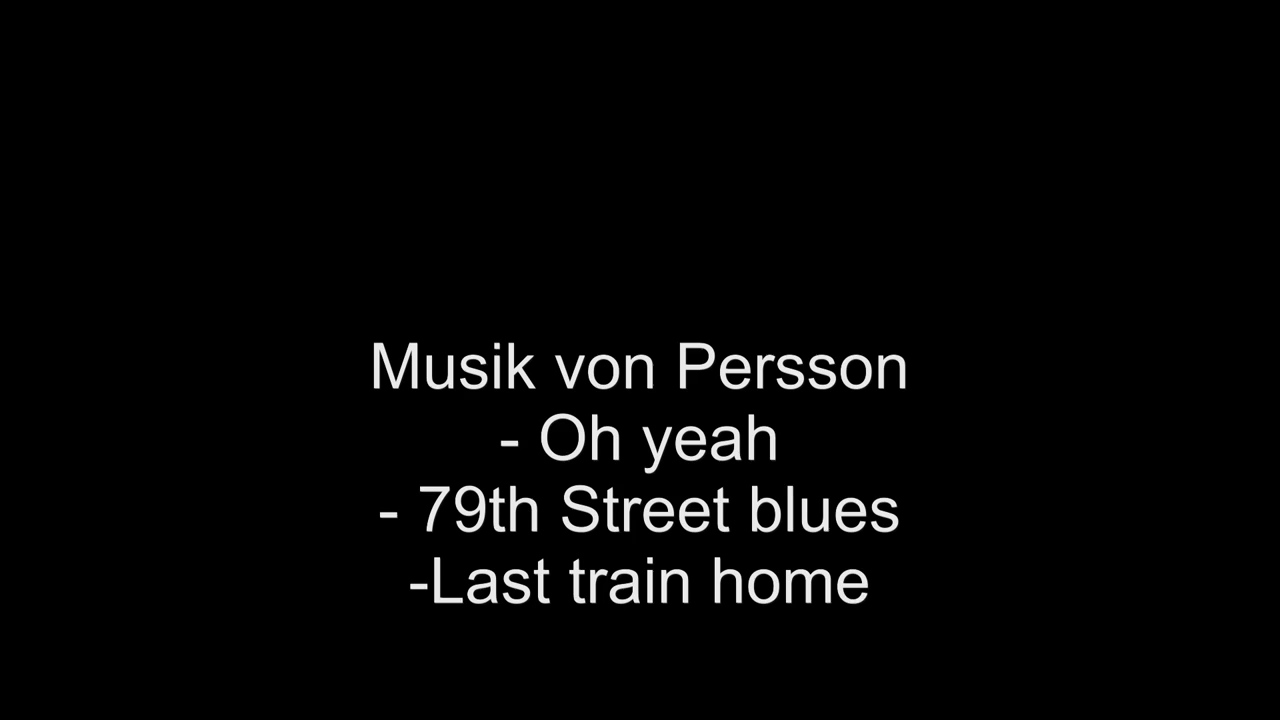 Musik von Persson
- Oh yeah
- 79th Street blues
-Last train home